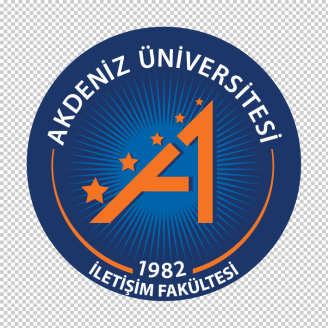 AKDENİZ ÜNİVERSİTESİ
1982
İLETİŞİM FAKÜLTESİ